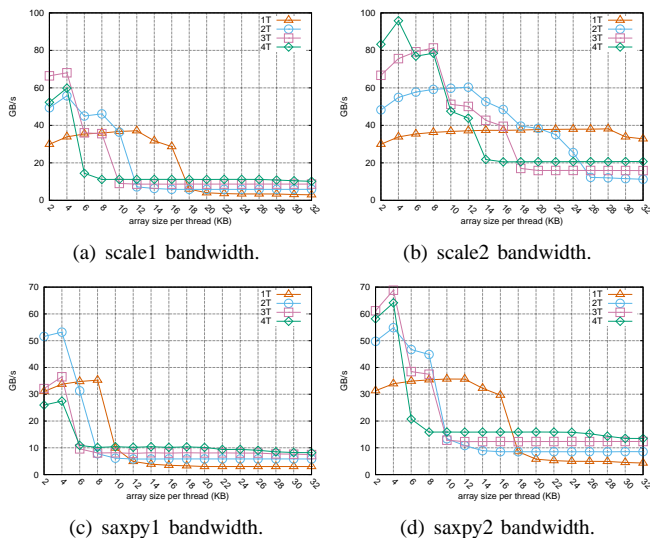 100
80
60
40
20
0
GB/s
2 4 6 8 10 12 14 16 18 20 22 24 26 28 30 32
array size per thread (KB)
1T
2T
3T
4T
(a) scale1 bandwidth.
100
80
60
40
20
0
GB/s
2 4 6 8 10 12 14 16 18 20 22 24 26 28 30 32
array size per thread (KB)
1T
2T
3T
4T
(b) scale2 bandwidth.
70
60
50
40
30
20
10
0
GB/s
2 4 6 8 10 12 14 16 18 20 22 24 26 28 30 32
array size per thread (KB)
1T
2T
3T
4T
(c) saxpy1 bandwidth.
70
60
50
40
30
20
10
0
GB/s
2 4 6 8 10 12 14 16 18 20 22 24 26 28 30 32
array size per thread (KB)
1T
2T
3T
4T
(d) saxpy2 bandwidth.